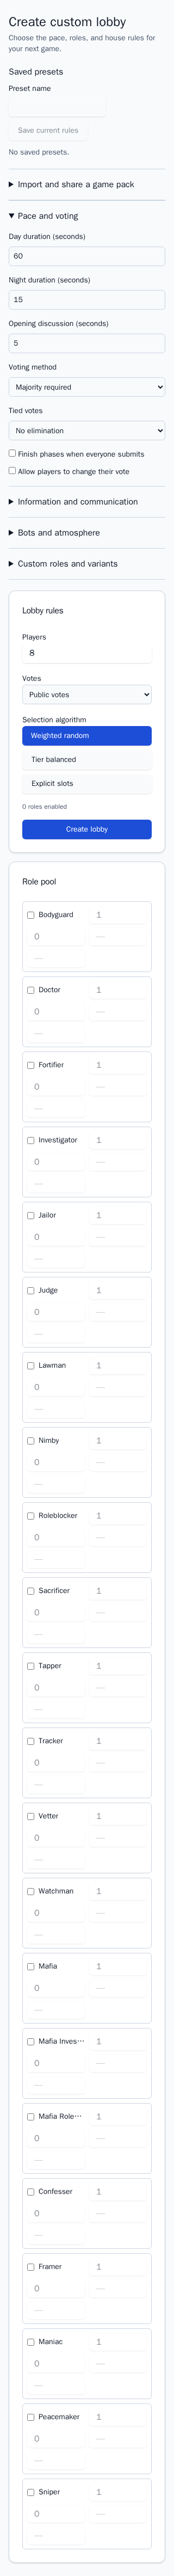 Create custom lobby
Choose the pace, roles, and house rules for
your next game.
Saved presets
Preset name
Save current rules
No saved presets.
Import and share a game pack
Pace and voting
Day duration (seconds)
60
Night duration (seconds)
15
Opening discussion (seconds)
5
Voting method
Majority required
Tied votes
No elimination
Finish phases when everyone submits
Allow players to change their vote
Information and communication
Bots and atmosphere
Custom roles and variants
Lobby rules
Players
8
Votes
Public votes
Selection algorithm
Weighted random
Tier balanced
Explicit slots
0 roles enabled
Create lobby
Role pool
Bodyguard 1
0 —
—
Doctor 1
0 —
—
Fortifier 1
0 —
—
Investigator 1
0 —
—
Jailor 1
0 —
—
Judge 1
0 —
—
Lawman 1
0 —
—
Nimby 1
0 —
—
Roleblocker 1
0 —
—
Sacrificer 1
0 —
—
Tapper 1
0 —
—
Tracker 1
0 —
—
Vetter 1
0 —
—
Watchman 1
0 —
—
Mafia 1
0 —
—
Mafia Inves… 1
0 —
—
Mafia Role… 1
0 —
—
Confesser 1
0 —
—
Framer 1
0 —
—
Maniac 1
0 —
—
Peacemaker 1
0 —
—
Sniper 1
0 —
—